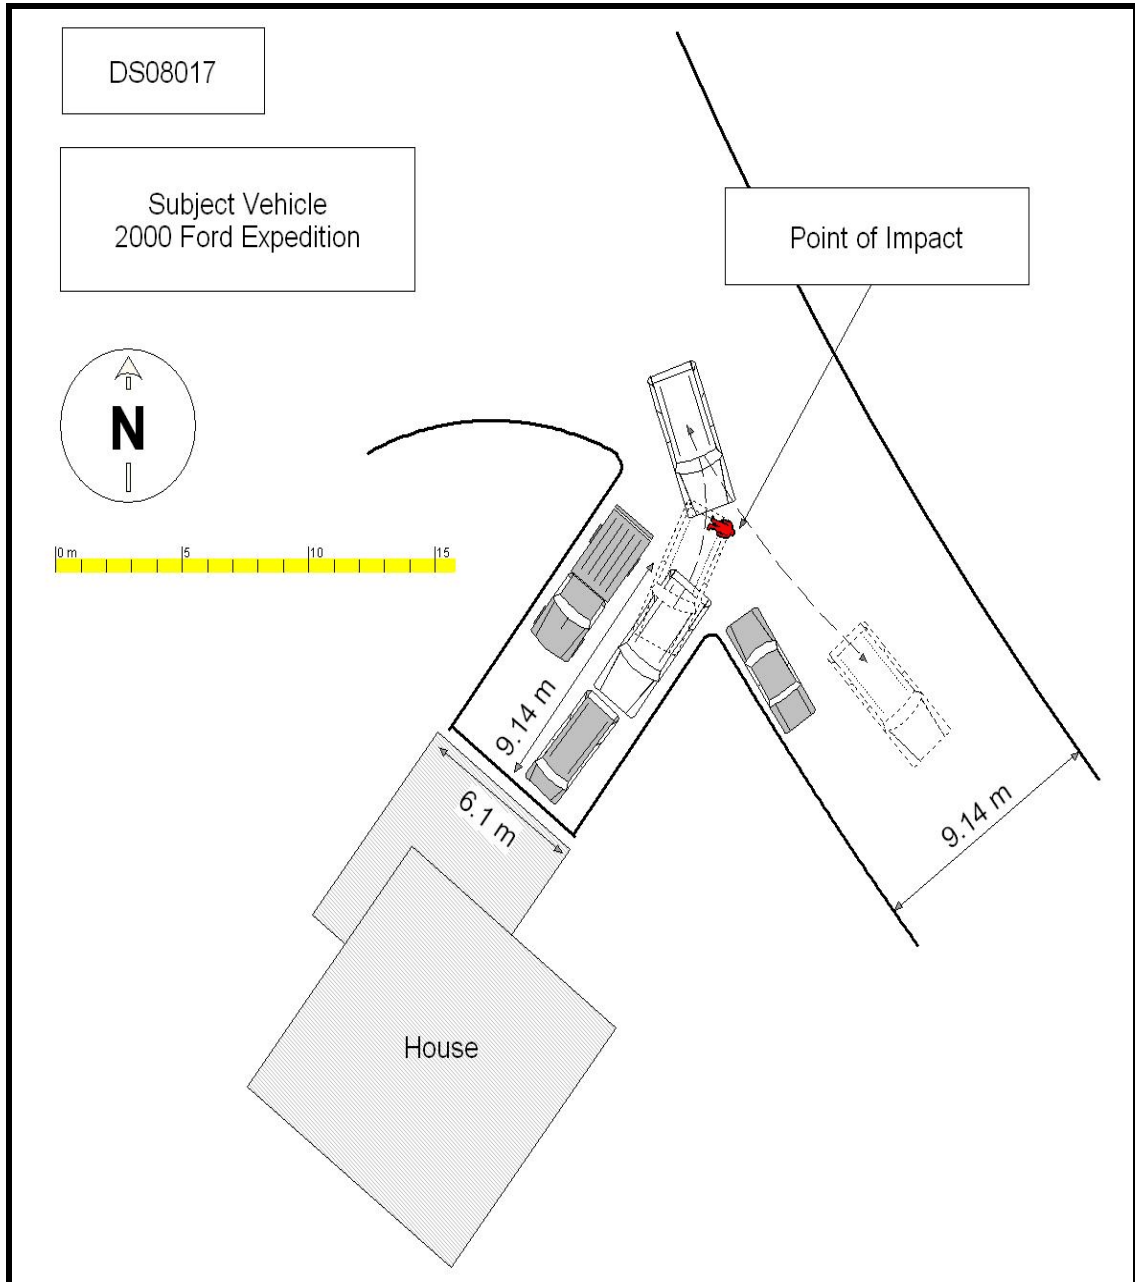 DS08017
Subject Vehicle
2000 Ford Expedition
Point of Impact
N
0 m 5 10 15
9.14 m
6.1 m
9.14 m
House